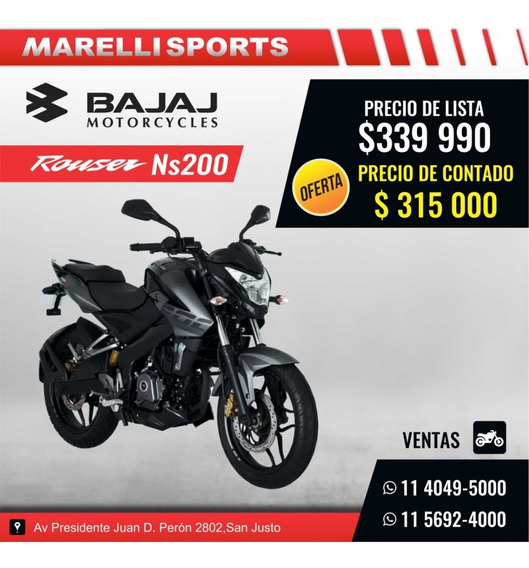 MARELLI SPORTS
BAJAJ
MOTORCYCLES
Rouser Ns200
PRECIO DE LISTA
$339 990
OFERTA
PRECIO DE CONTADO
$ 315 000
VENTAS
11 4049-5000
11 5692-4000
Av Presidente Juan D. Perón 2802,San Justo